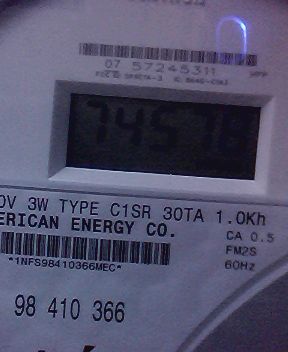 07 57245311
74578
0V 3W TYPE C1SR 30TA 1.0Kh
ERICAN ENERGY CO.
CA 0.5
FM2S
*1NFS98410366MEC*
60Hz
98 410 366